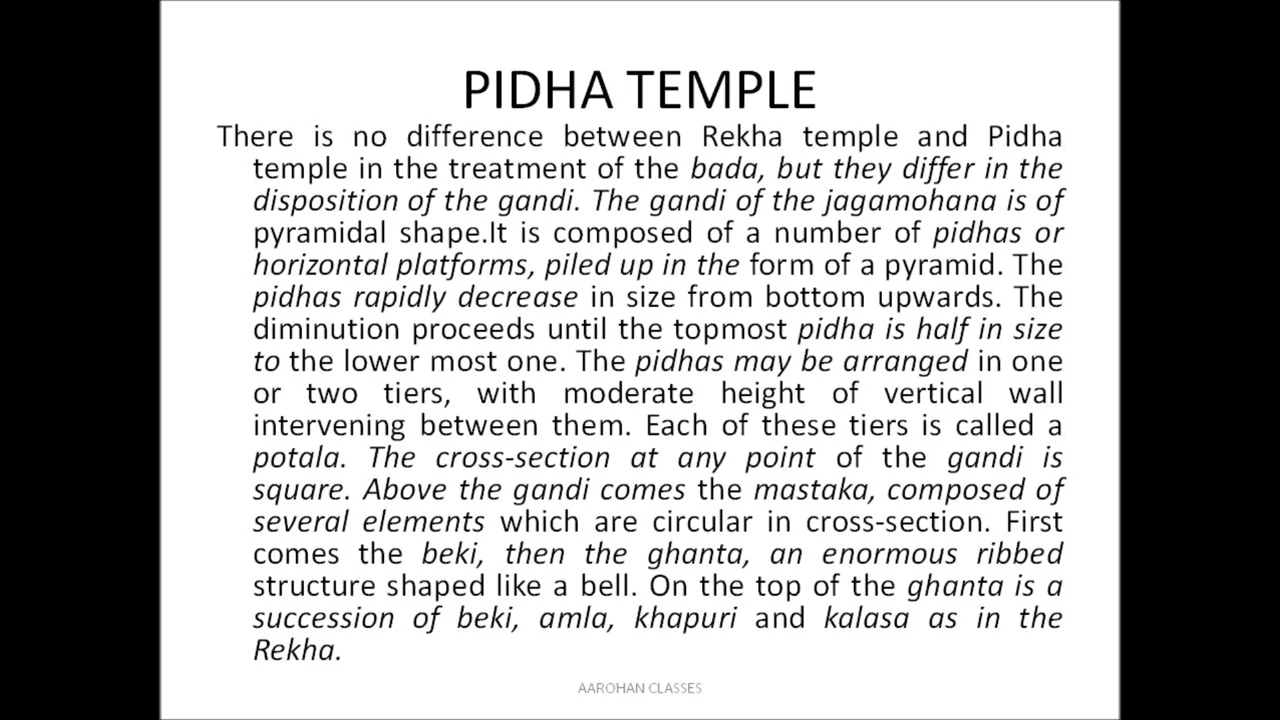 PIDHA TEMPLE
There is no difference between Rekha temple and Pidha
temple in the treatment of the bada, but they differ in the
disposition of the gandi. The gandi of the jagamohana is of
pyramidal shape.It is composed of a number of pidhas or
horizontal platforms, piled up in the form of a pyramid. The
pidhas rapidly decrease in size from bottom upwards. The
diminution proceeds until the topmost pidha is half in size
to the lower most one. The pidhas may be arranged in one
or two tiers, with moderate height of vertical wall
intervening between them. Each of these tiers is called a
potala. The cross-section at any point of the gandi is
square. Above the gandi comes the mastaka, composed of
several elements which are circular in cross-section. First
comes the beki, then the ghanta, an enormous ribbed
structure shaped like a bell. On the top of the ghanta is a
succession of beki, amla, khapuri and kalasa as in the
Rekha.
AAROHAN CLASSES